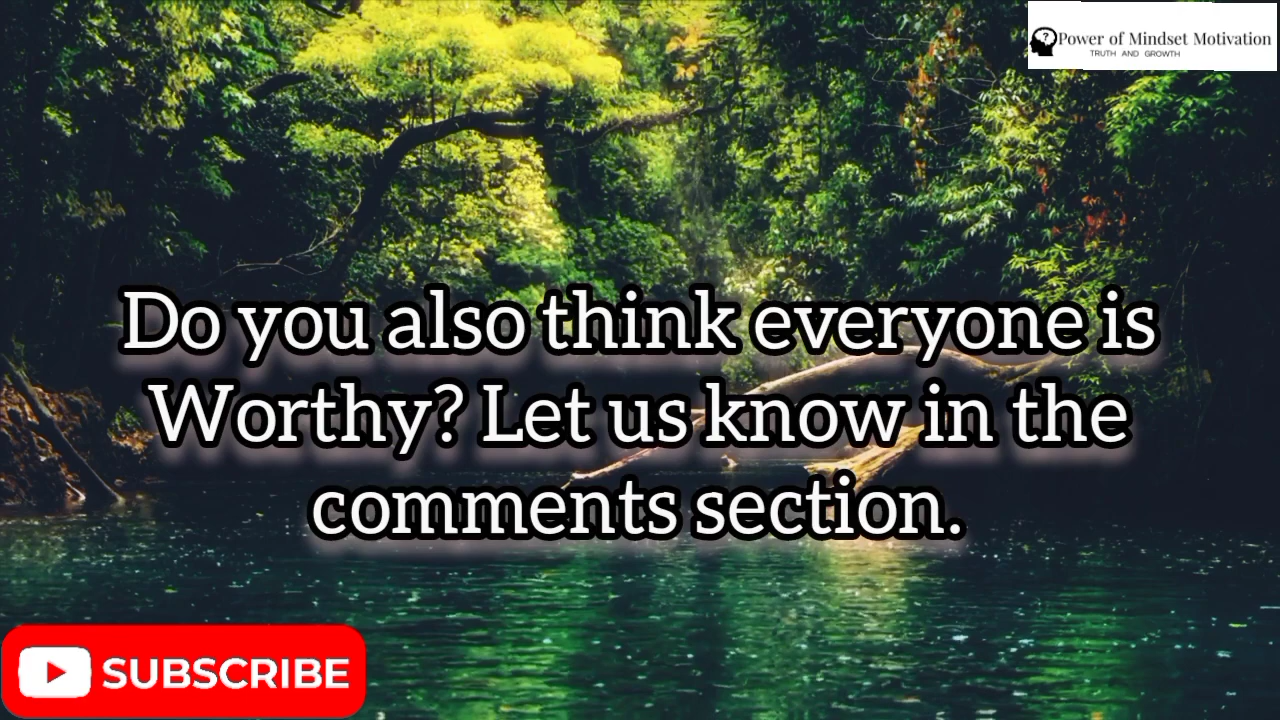 ?
Power of Mindset Motivation
TRUTH AND GROWTH
Do you also think everyone is
Worthy? Let us know in the
comments section.
SUBSCRIBE